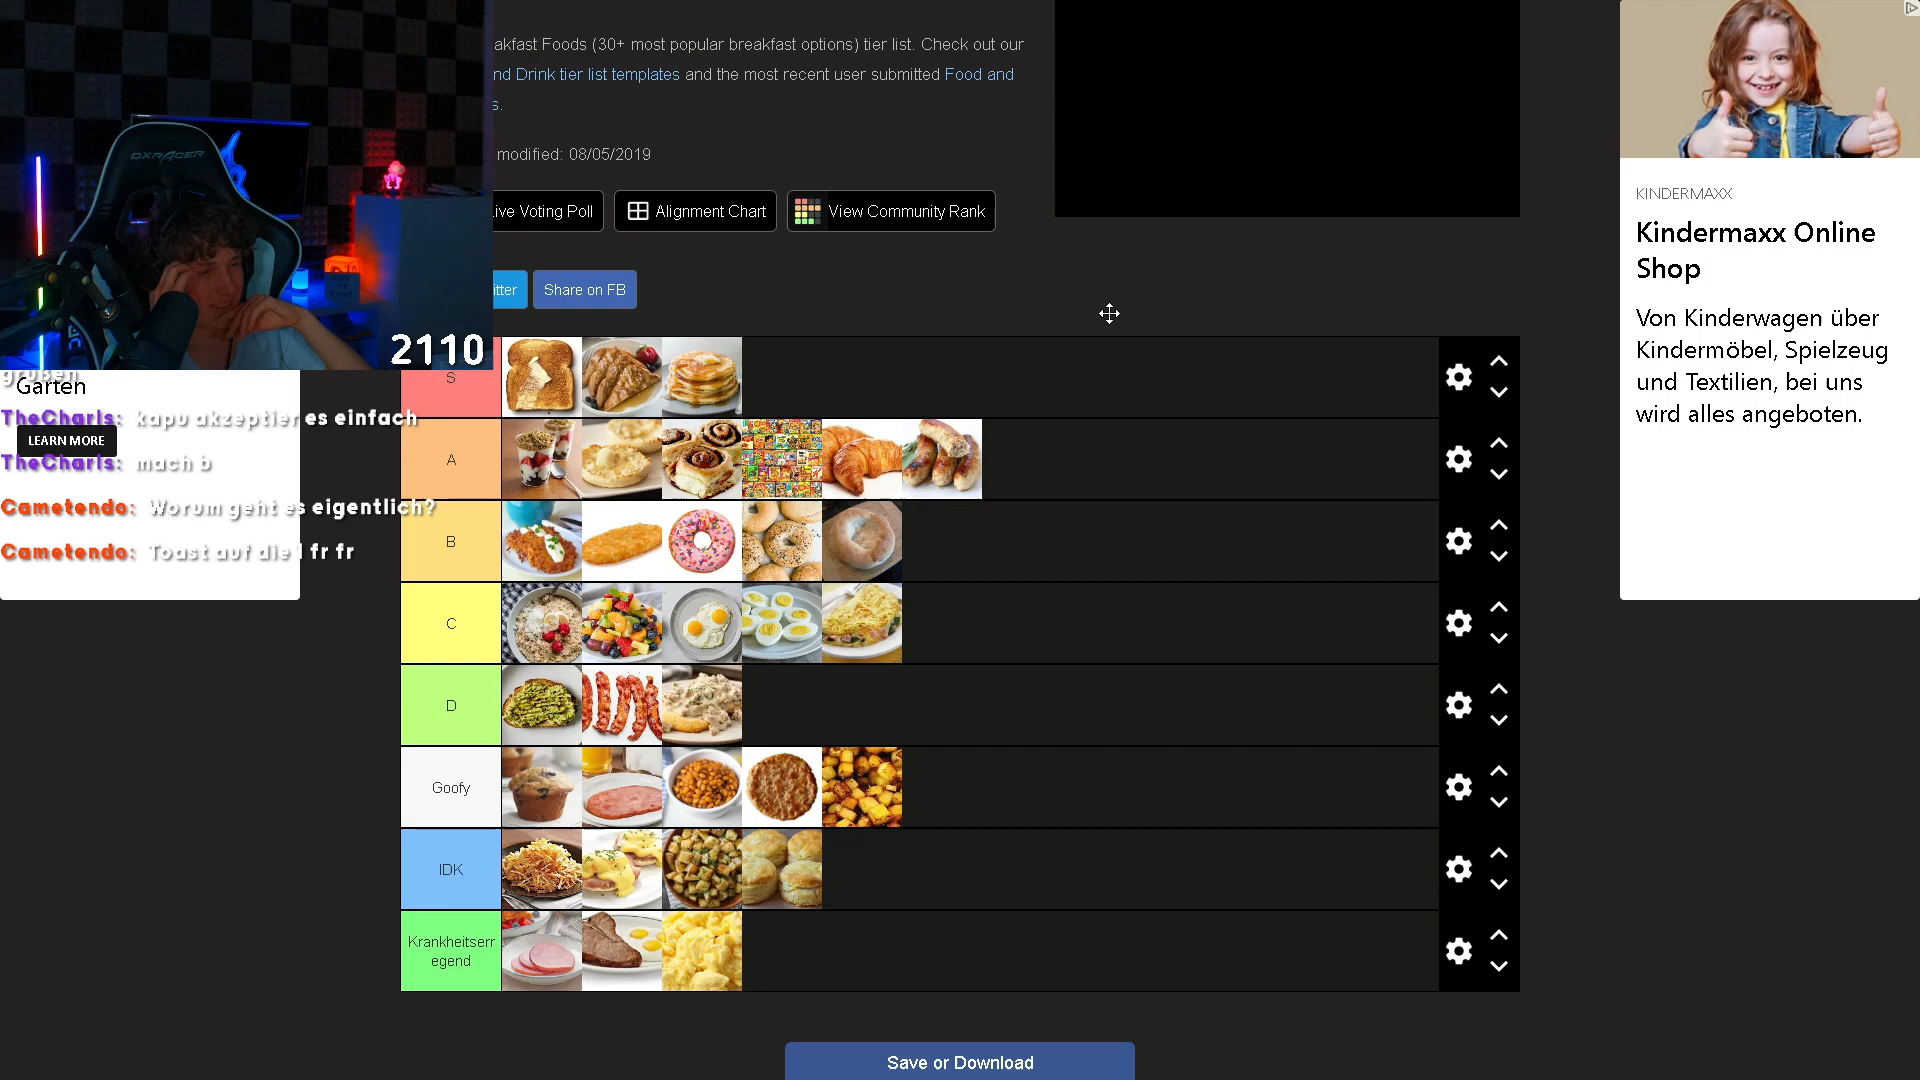 akfast Foods (30+ most popular breakfast options) tier list. Check out our
nd Drink tier list templates and the most recent user submitted Food and
s.
modified: 08/05/2019
ive Voting Poll
Alignment Chart
View Community Rank
itter
Share on FB
DXRACER
2110
grüßen
Garten
TheCharls: kapu akzeptier es einfach
LEARN MORE
TheCharls: mach b
Cametendo: Worum geht es eigentlich?
Cametendo: Toast auf die 1 fr fr
S
A
B
C
D
Goofy
IDK
Krankheitserr
egend
Save or Download
KINDERMAXX
Kindermaxx Online
Shop
Von Kinderwagen über
Kindermöbel, Spielzeug
und Textilien, bei uns
wird alles angeboten.